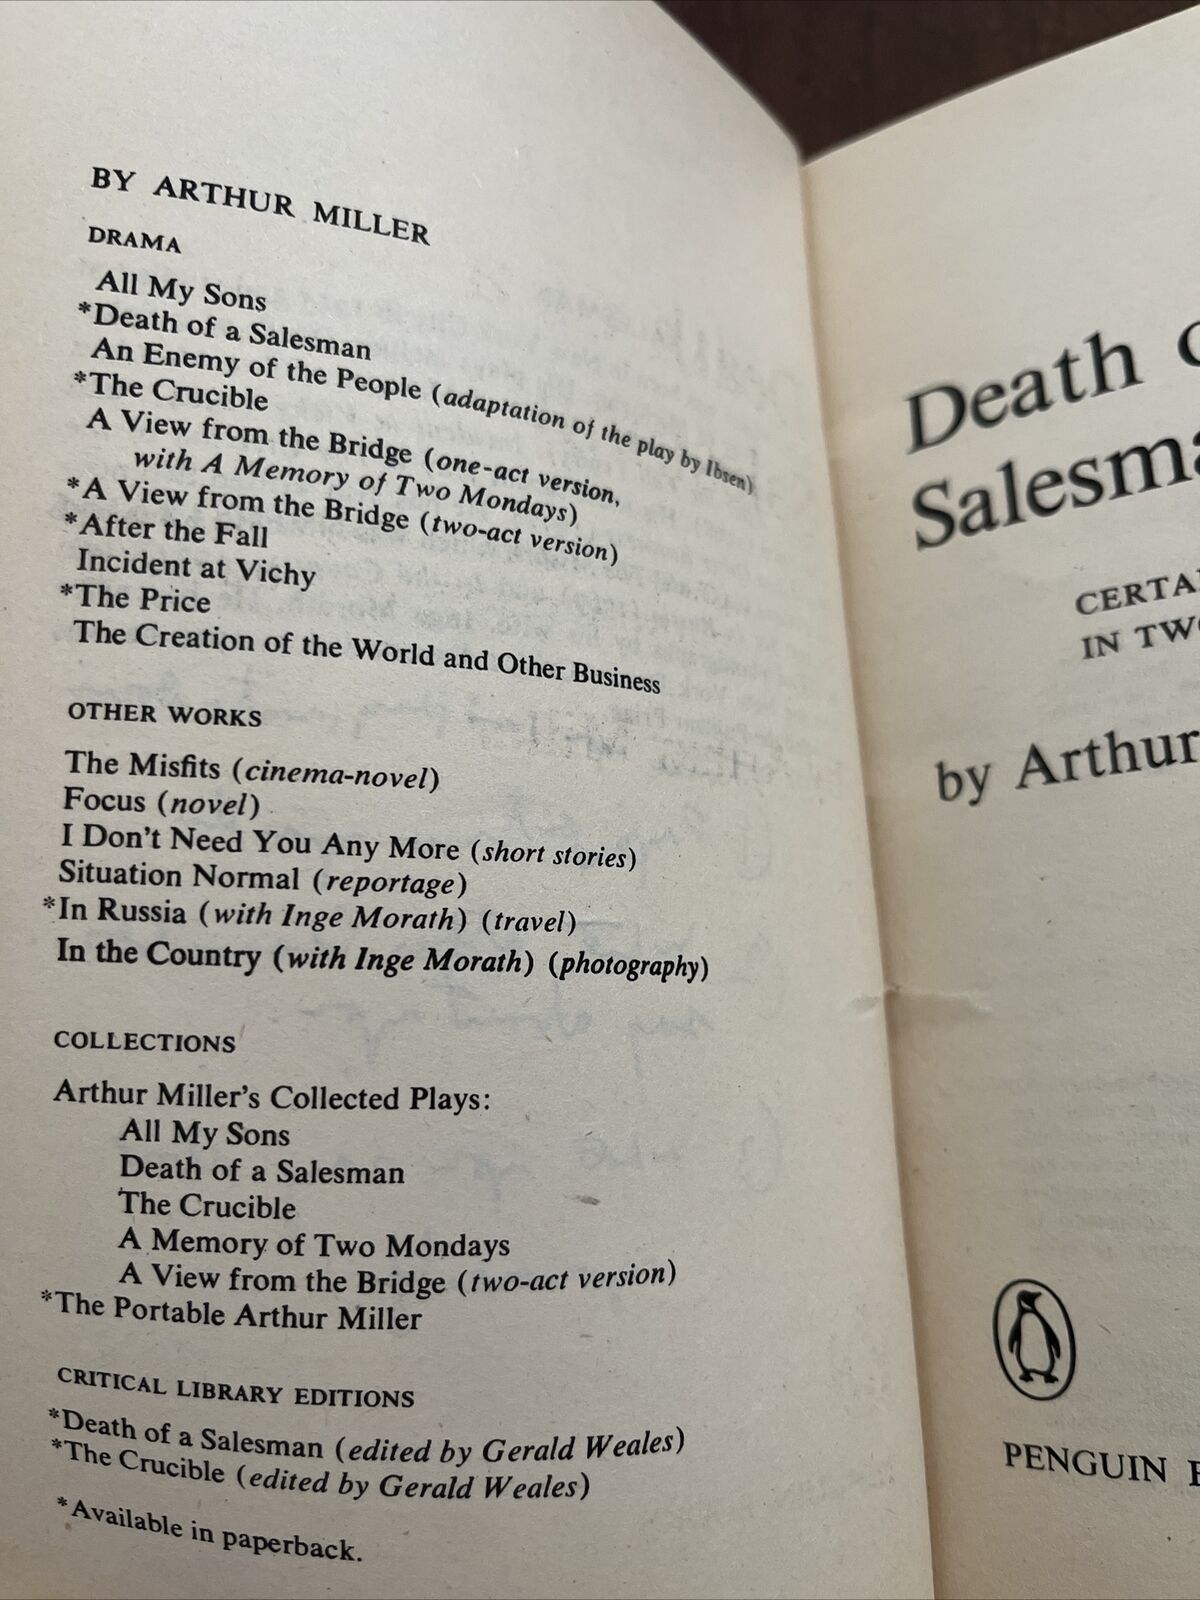 BY ARTHUR MILLER
DRAMA
All My Sons
*Death of a Salesman
An Enemy of the People (adaptation of the play by Ibsen)
*The Crucible
A View from the Bridge (one-act version,
with A Memory of Two Mondays)
*A View from the Bridge (two-act version)
*After the Fall
Incident at Vichy
*The Price
The Creation of the World and Other Business
OTHER WORKS
The Misfits (cinema-novel)
Focus (novel)
I Don't Need You Any More (short stories)
Situation Normal (reportage)
*In Russia (with Inge Morath) (travel)
In the Country (with Inge Morath) (photography)
COLLECTIONS
Arthur Miller's Collected Plays:
All My Sons
Death of a Salesman
The Crucible
A Memory of Two Mondays
A View from the Bridge (two-act version)
*The Portable Arthur Miller
CRITICAL LIBRARY EDITIONS
*Death of a Salesman (edited by Gerald Weales)
*The Crucible (edited by Gerald Weales)
*Available in paperback.
Death
Salesma
CERTA
IN TWO
by Arthur
PENGUIN